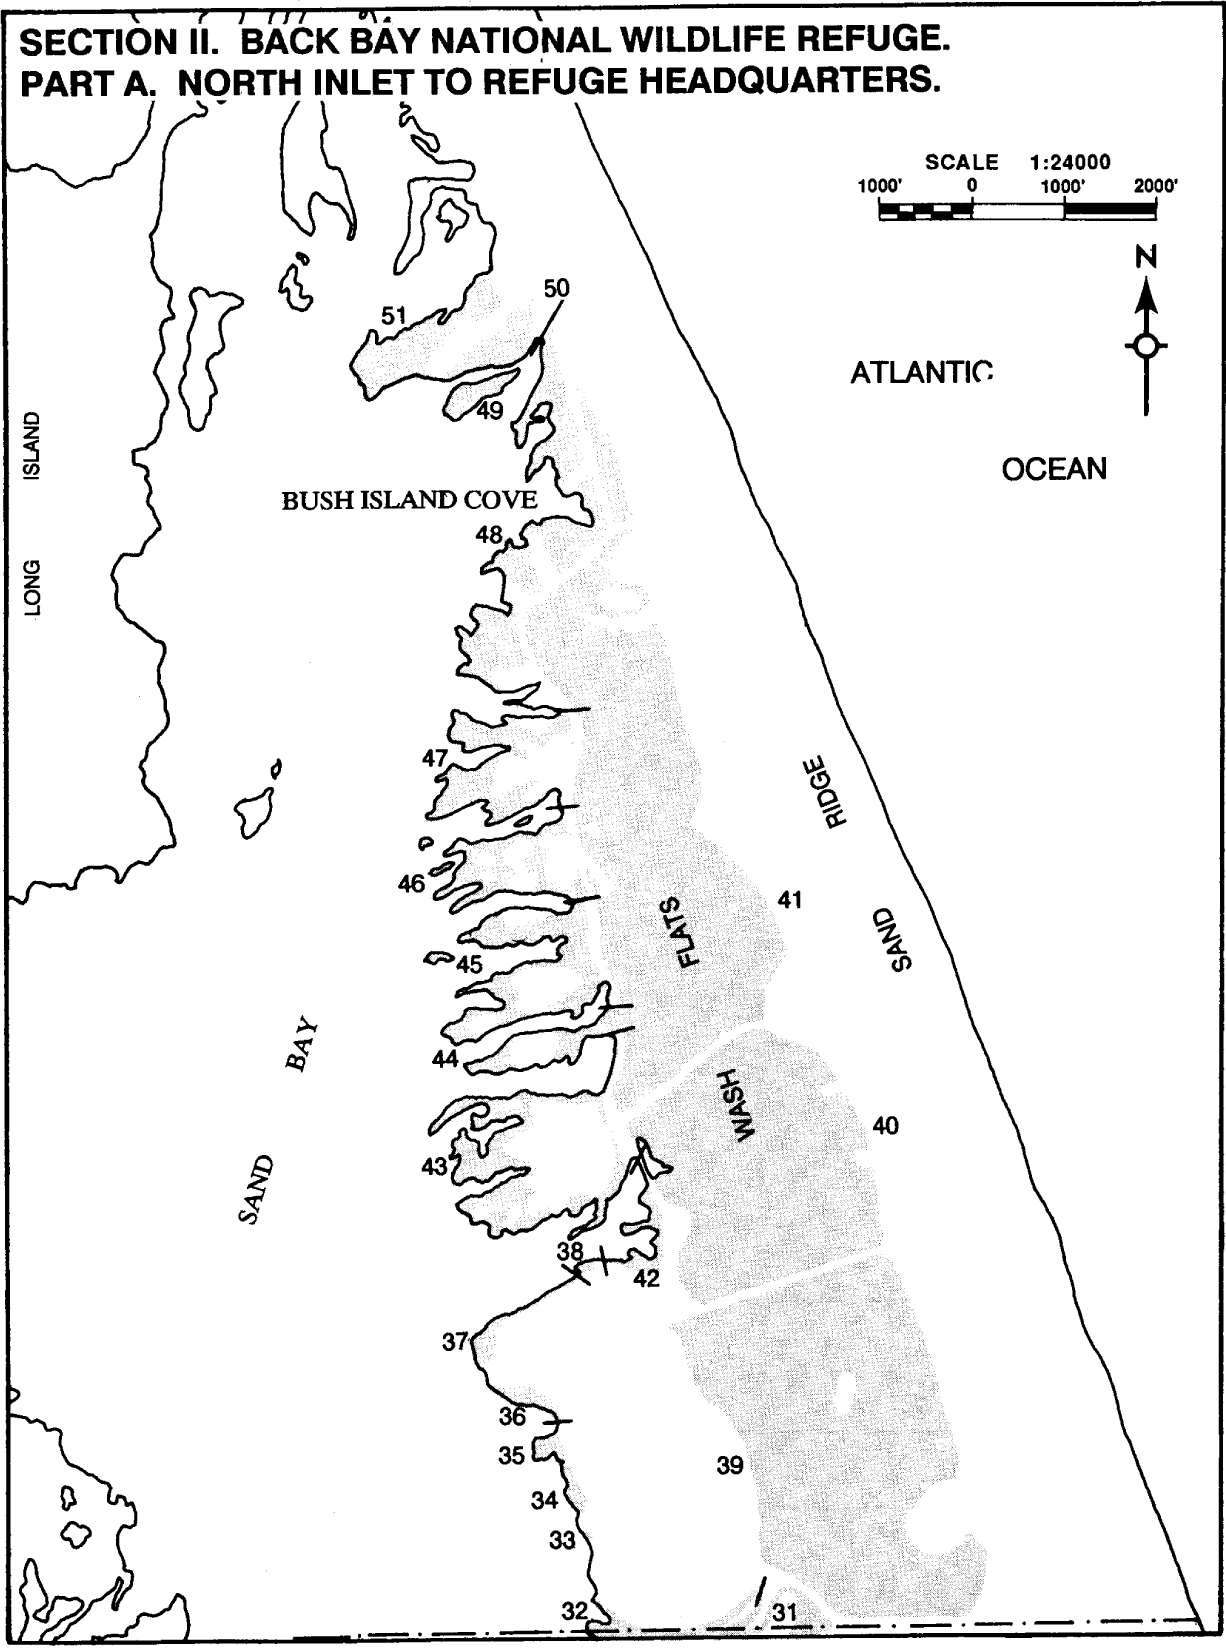 SECTION II. BACK BAY NATIONAL WILDLIFE REFUGE.
PART A. NORTH INLET TO REFUGE HEADQUARTERS.
SCALE 1:24000
1000' 0 1000' 2000'
N
50
51
ATLANTIC
49
OCEAN
LONG ISLAND
BUSH ISLAND COVE
48
47
RIDGE
46
41
FLATS
SAND
45
BAY
44
WASH
40
43
SAND
38
42
37
36
35
39
34
33
32
31